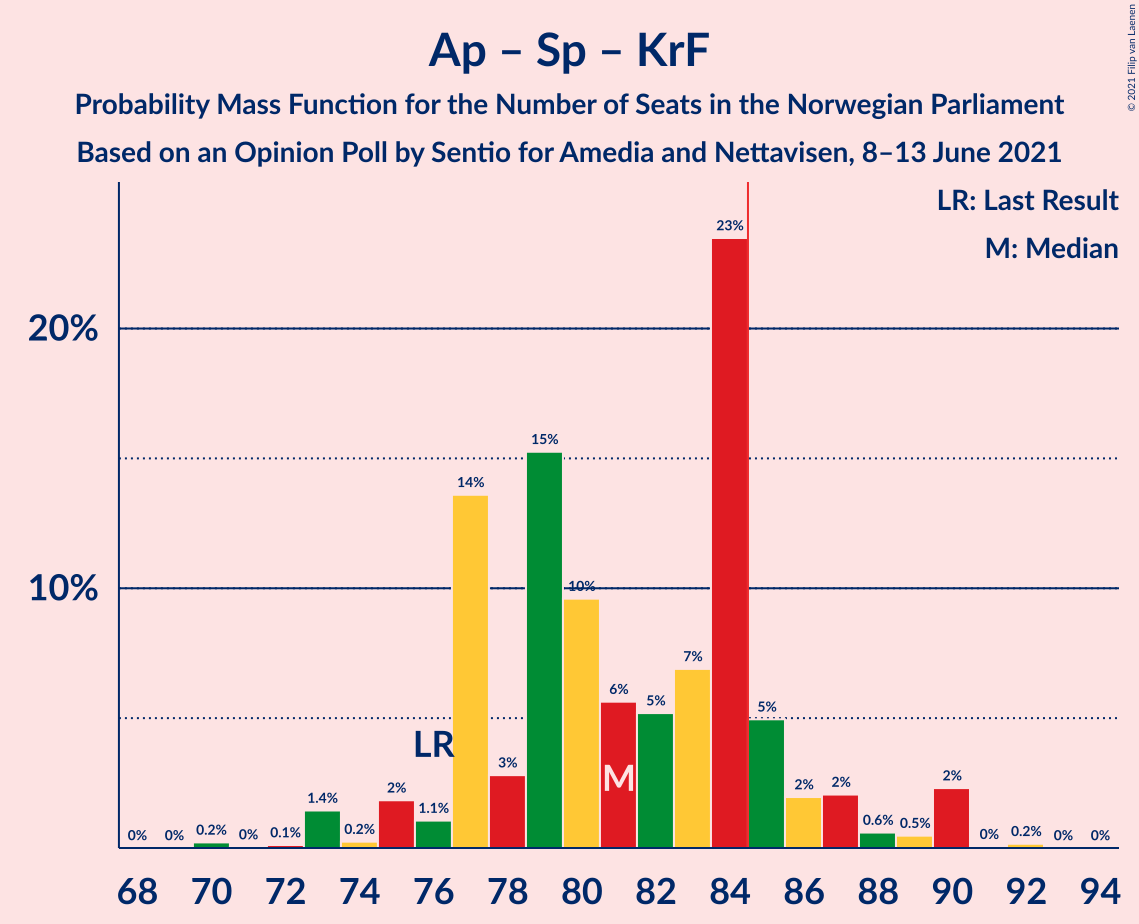 Ap – Sp – KrF
Probability Mass Function for the Number of Seats in the Norwegian Parliament
Based on an Opinion Poll by Sentio for Amedia and Nettavisen, 8–13 June 2021
© 2021 Filip van Laenen
LR: Last Result
M: Median
20%
10%
0% 0% 0.2% 0% 0.1% 1.4% 0.2% 2% 1.1% 14% 3% 15% 10% 6% 5% 7% 23% 5% 2% 2% 0.6% 0.5% 2% 0% 0.2% 0% 0%
LR
M
68 70 72 74 76 78 80 82 84 86 88 90 92 94